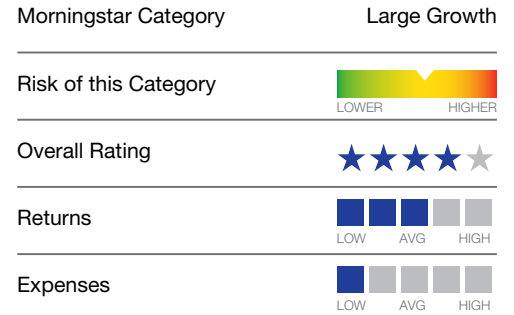 Morningstar Category Large Growth
Risk of this Category
LOWER HIGHER
Overall Rating
Returns
LOW AVG HIGH
Expenses
LOW AVG HIGH